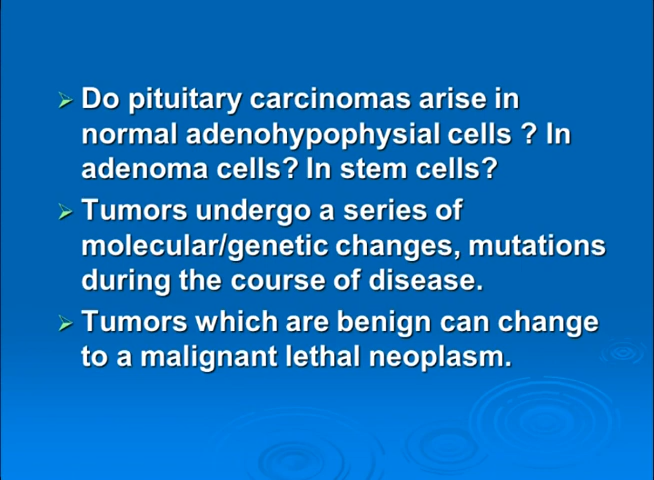 Do pituitary carcinomas arise in
normal adenohypophysial cells ? In
adenoma cells? In stem cells?
Tumors undergo a series of
molecular/genetic changes, mutations
during the course of disease.
Tumors which are benign can change
to a malignant lethal neoplasm.